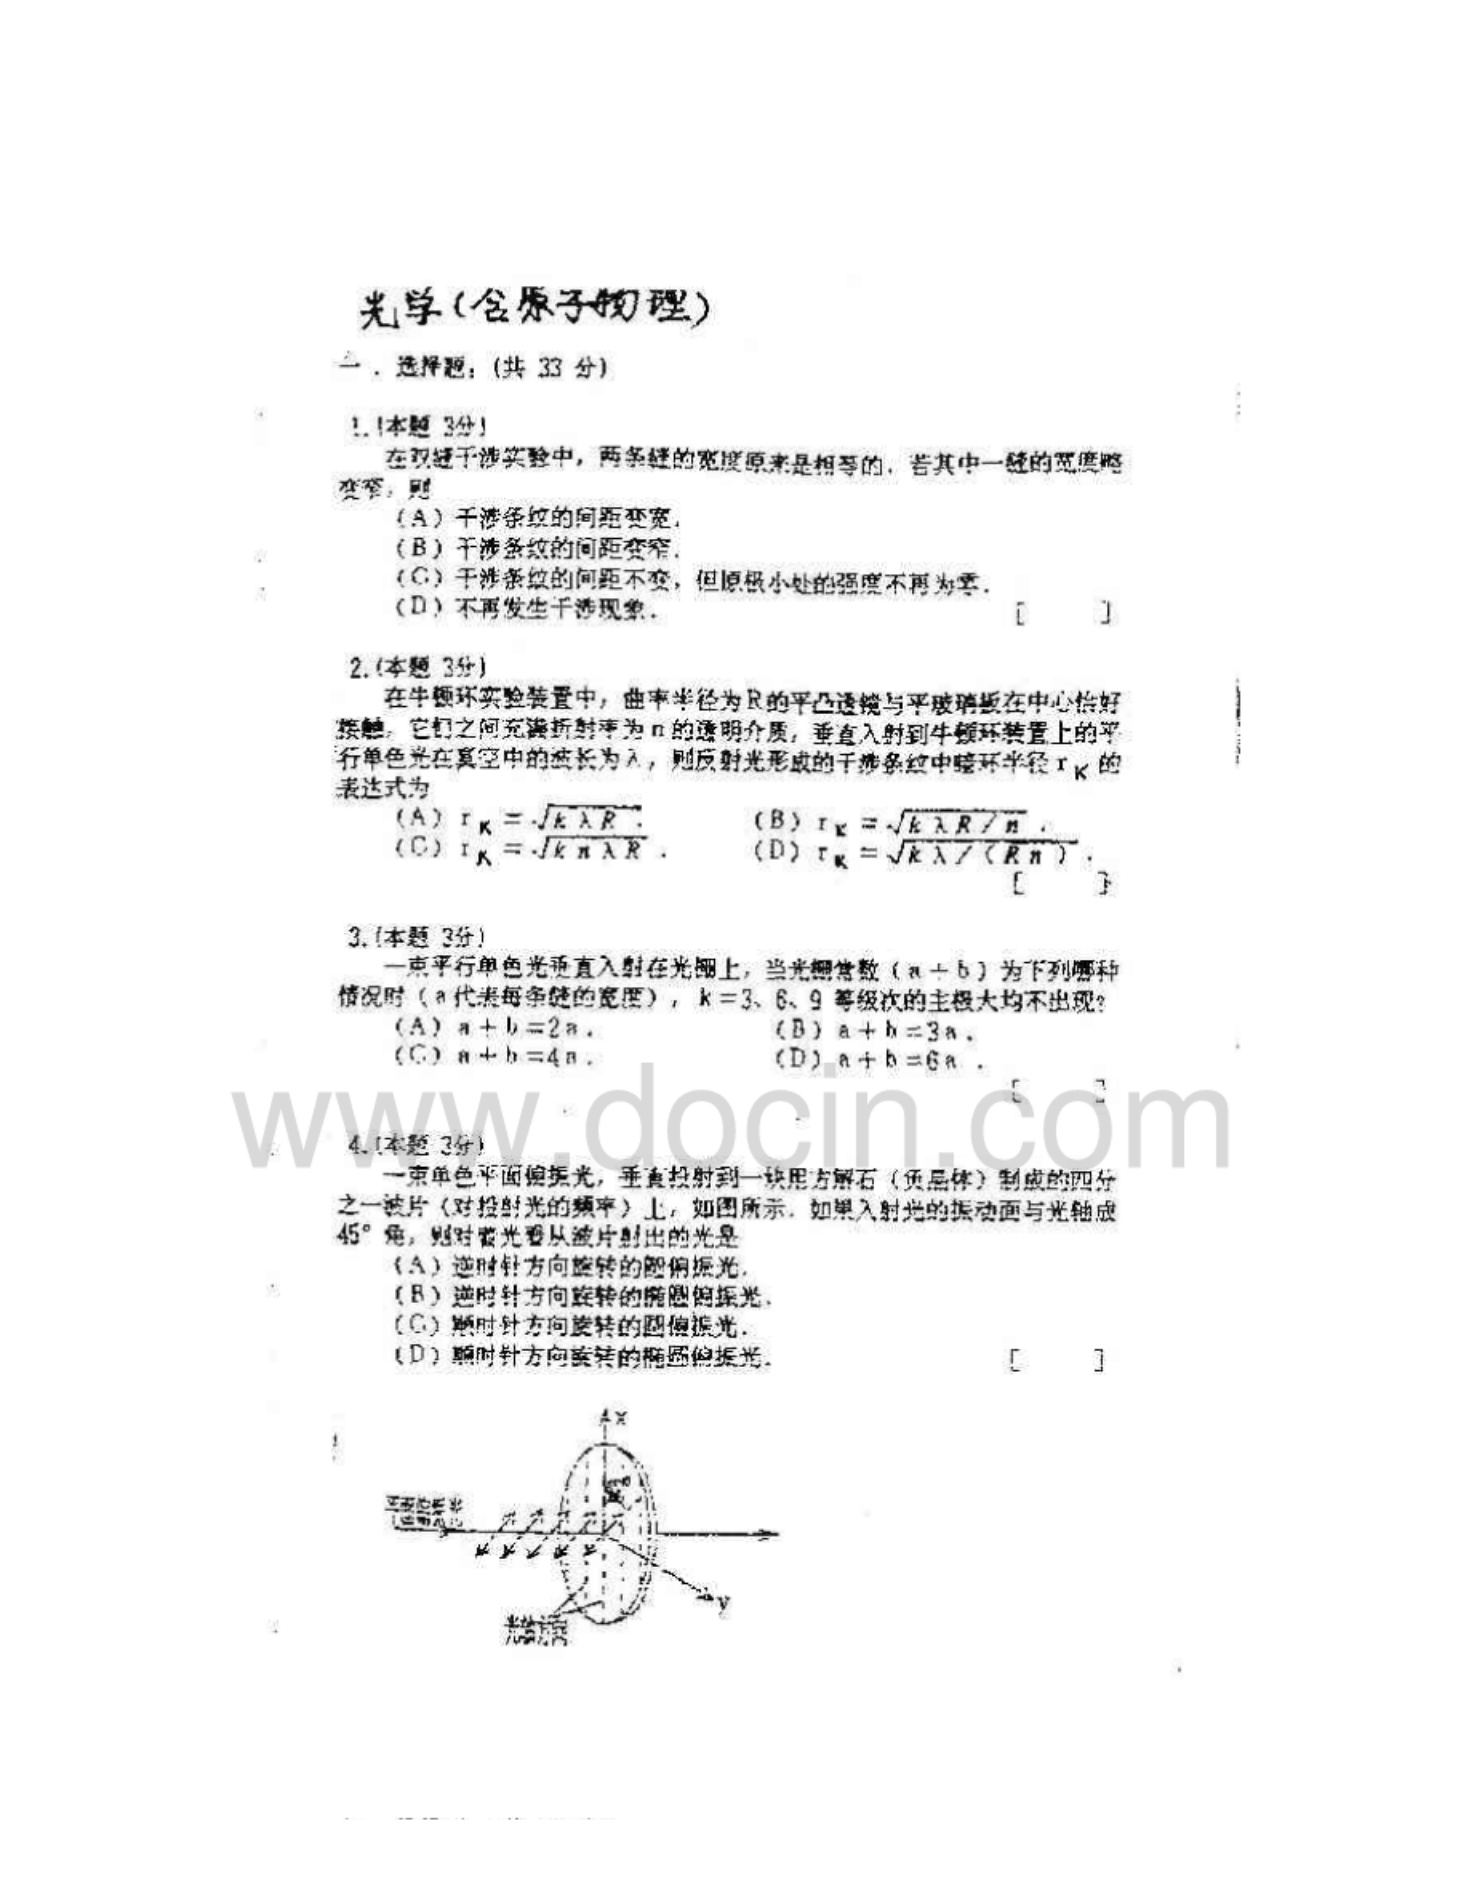 光学(含原子物理)
一．选择题：(共 33 分)
1.(本题 3分)
在双缝干涉实验中，两条缝的宽度原来是相等的．若其中一缝的宽度略
变窄，则
(A) 干涉条纹的间距变宽．
(B) 干涉条纹的间距变窄．
(C) 干涉条纹的间距不变，但原极小处的强度不再为零．
(D) 不再发生干涉现象．
[ ]
2.(本题 3分)
在牛顿环实验装置中，曲率半径为R的平凸透镜与平玻璃板在中心恰好
接触，它们之间充满折射率为n的透明介质，垂直入射到牛顿环装置上的平
行单色光在真空中的波长为λ，则反射光形成的干涉条纹中暗环半径 r K 的
表达式为
(A) r K = √k λ R . (B) r K = √k λ R / n .
(C) r K = √k n λ R . (D) r K = √k λ / ( R n ) .
[ ]
3.(本题 3分)
一束平行单色光垂直入射在光栅上，当光栅常数 ( a + b ) 为下列哪种
情况时 ( a 代表每条缝的宽度) ， k = 3、6、9 等级次的主极大均不出现?
(A) a + b = 2 a . (B) a + b = 3 a .
(C) a + b = 4 a . (D) a + b = 6 a .
[ ]
www.docin.com
4.(本题 3分)
一束单色平面偏振光，垂直投射到一块用方解石（负晶体）制成的四分
之一波片（对投射光的频率）上，如图所示．如果入射光的振动面与光轴成
45° 角，则对着光看从波片射出的光是
(A) 逆时针方向旋转的圆偏振光．
(B) 逆时针方向旋转的椭圆偏振光．
(C) 顺时针方向旋转的圆偏振光．
(D) 顺时针方向旋转的椭圆偏振光．
[ ]
x
y
光轴方向